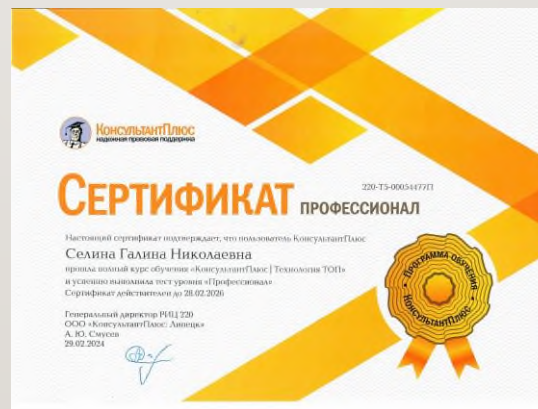 КОНСУЛЬТАНТПЛЮС
надежная правовая поддержка
СЕРТИФИКАТ ПРОФЕССИОНАЛ
220-Т5-00054477П
Настоящий сертификат подтверждает, что пользователь КонсультантПлюс
Селина Галина Николаевна
прошла полный курс обучения «КонсультантПлюс | Технология ТОП»
и успешно выполнила тест уровня «Профессионал»
Сертификат действителен до 28.02.2026
Генеральный директор РИЦ 220
ООО «КонсультантПлюс: Липецк»
А. Ю. Смусев
29.02.2024
ПРОГРАММА ОБУЧЕНИЯ
КОНСУЛЬТАНТПЛЮС